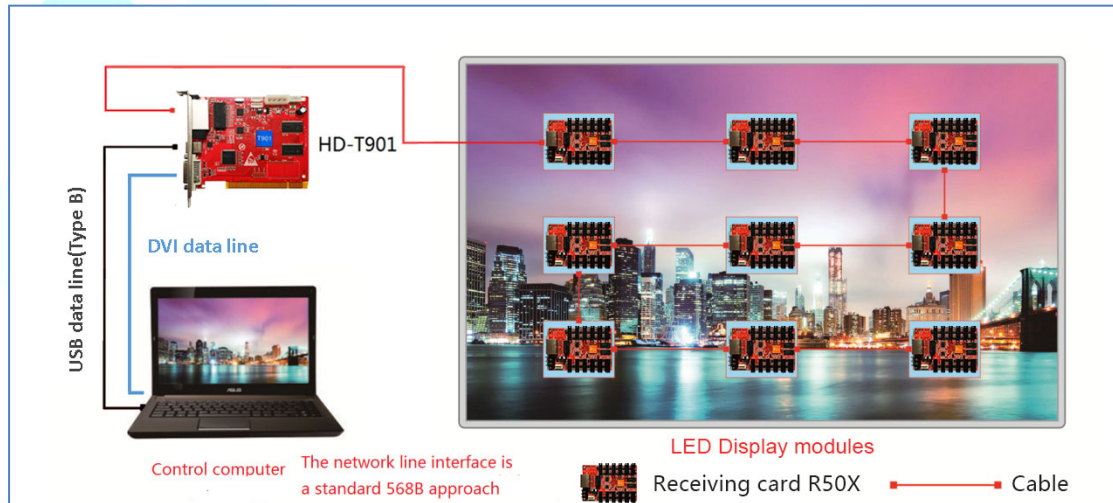 T901
HD-T901
USB data line(Type B)
DVI data line
LED Display modules
Control computer
The network line interface is
a standard 568B approach
Receiving card R50X
Cable